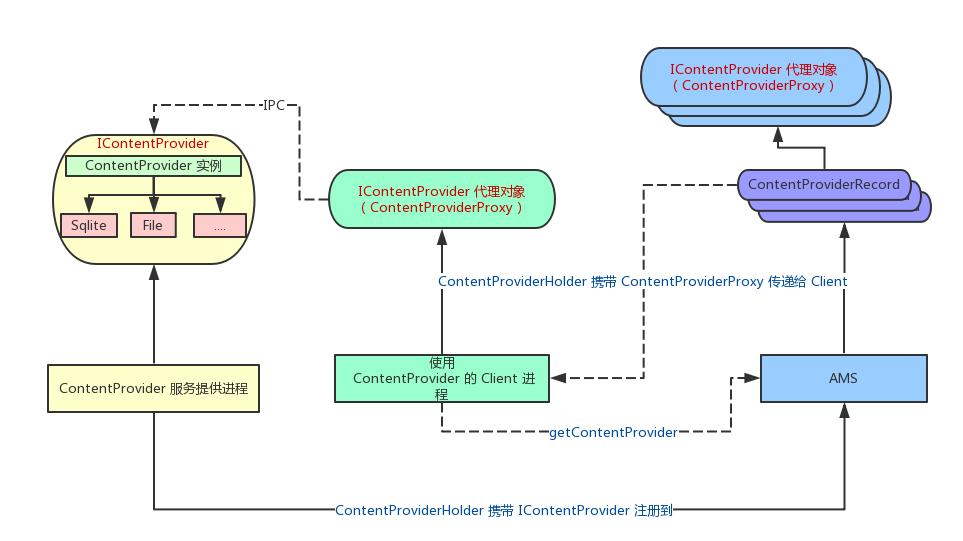 IContentProvider 代理对象
( ContentProviderProxy )
IPC
IContentProvider
ContentProvider 实例
Sqlite
File
....
IContentProvider 代理对象
( ContentProviderProxy )
ContentProviderRecord
ContentProviderHolder 携带 ContentProviderProxy 传递给 Client
ContentProvider 服务提供进程
使用
ContentProvider 的 Client 进
程
AMS
getContentProvider
ContentProviderHolder 携带 IContentProvider 注册到